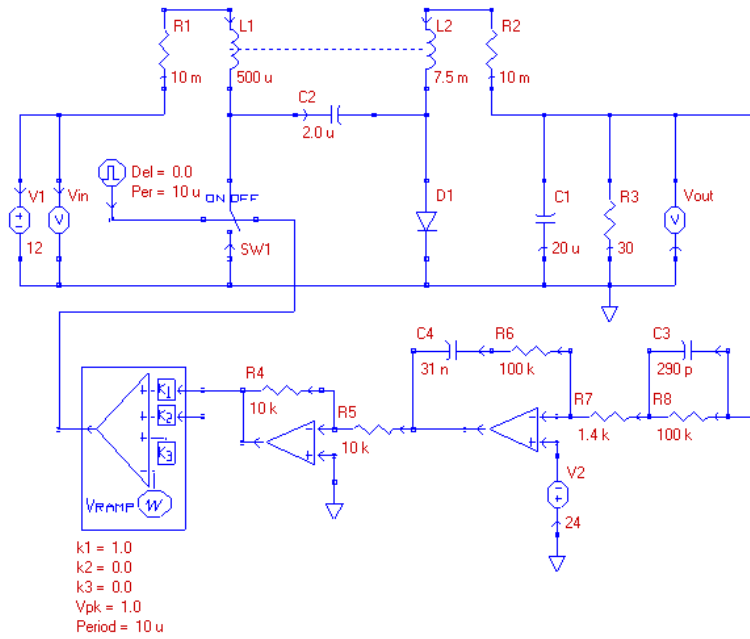 R1
L1
L2
R2
10 m
500 u
7.5 m
10 m
C2
2.0 u
Del = 0.0
Per = 10 u
ON OFF
V1
Vin
V
12
SW1
D1
C1
20 u
R3
30
Vout
V
C4
R6
C3
31 n
100 k
290 p
R4
10 k
R5
10 k
R7
1.4 k
R8
100 k
K1
K2
K3
VRAMP
W
V2
24
k1 = 1.0
k2 = 0.0
k3 = 0.0
Vpk = 1.0
Period = 10 u